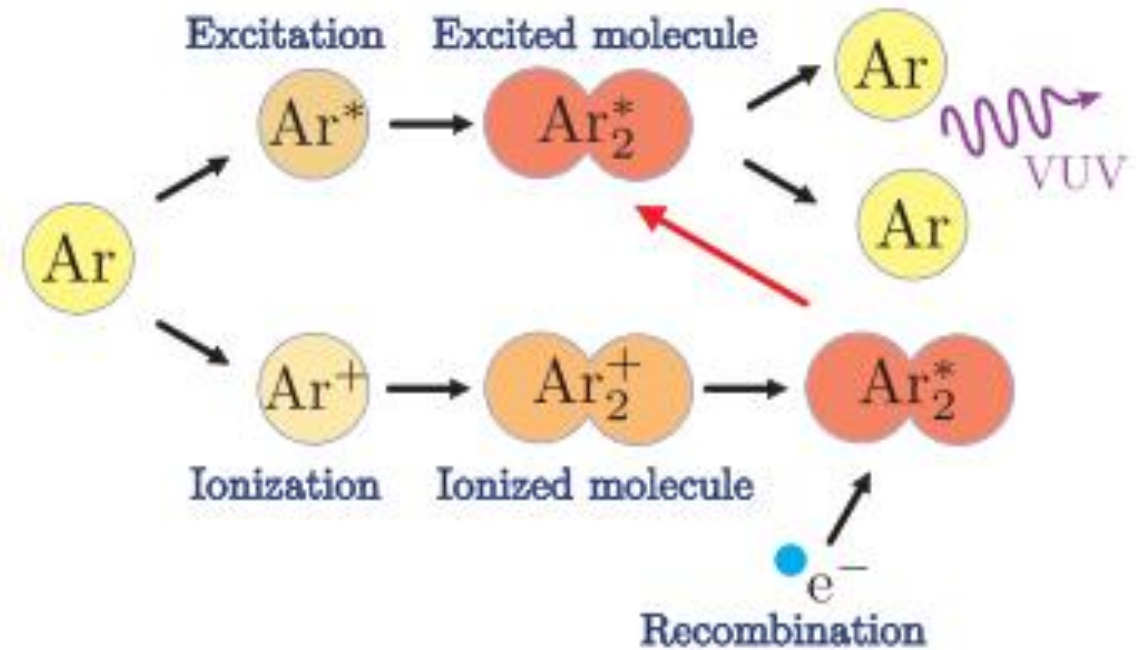 Excitation Excited molecule
Ar
Ar* Ar₂*
VUV
Ar Ar
Ar⁺ Ar₂⁺ Ar₂*
Ionization Ionized molecule
e⁻
Recombination